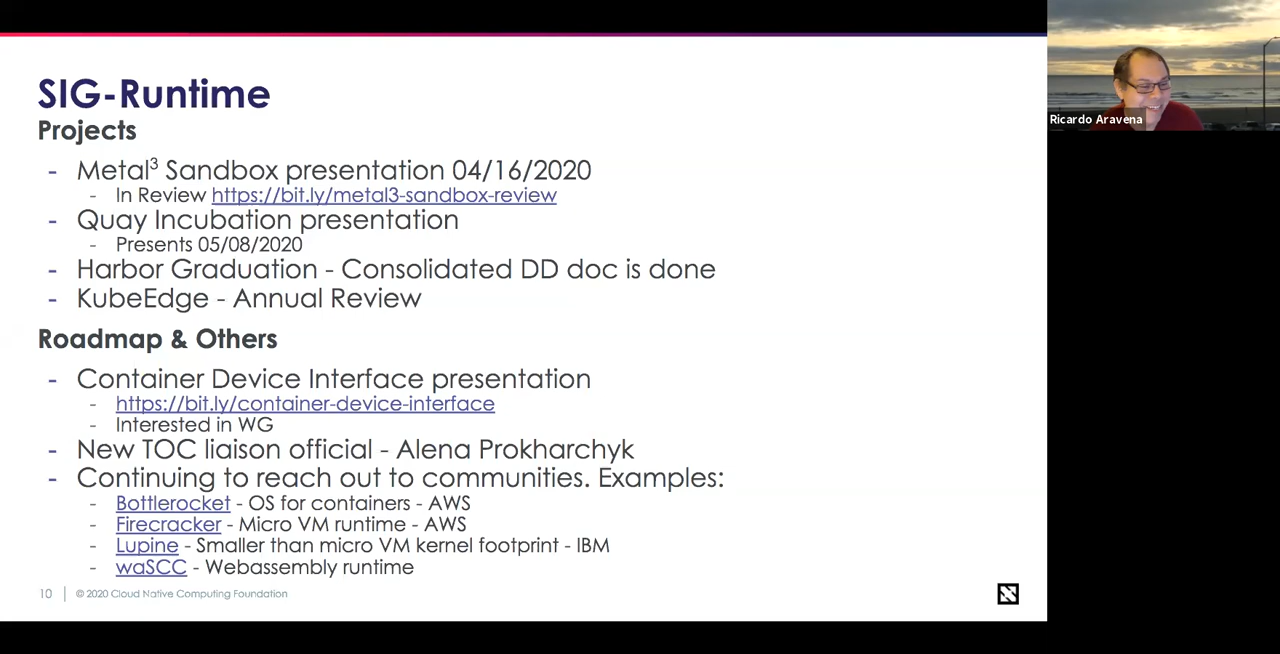 SIG-Runtime
Projects
- Metal³ Sandbox presentation 04/16/2020
- In Review https://bit.ly/metal3-sandbox-review
- Quay Incubation presentation
- Presents 05/08/2020
- Harbor Graduation - Consolidated DD doc is done
- KubeEdge - Annual Review
Roadmap & Others
- Container Device Interface presentation
- https://bit.ly/container-device-interface
- Interested in WG
- New TOC liaison official - Alena Prokharchyk
- Continuing to reach out to communities. Examples:
- Bottlerocket - OS for containers - AWS
- Firecracker - Micro VM runtime - AWS
- Lupine - Smaller than micro VM kernel footprint - IBM
- waSCC - Webassembly runtime
10 | © 2020 Cloud Native Computing Foundation
Ricardo Aravena